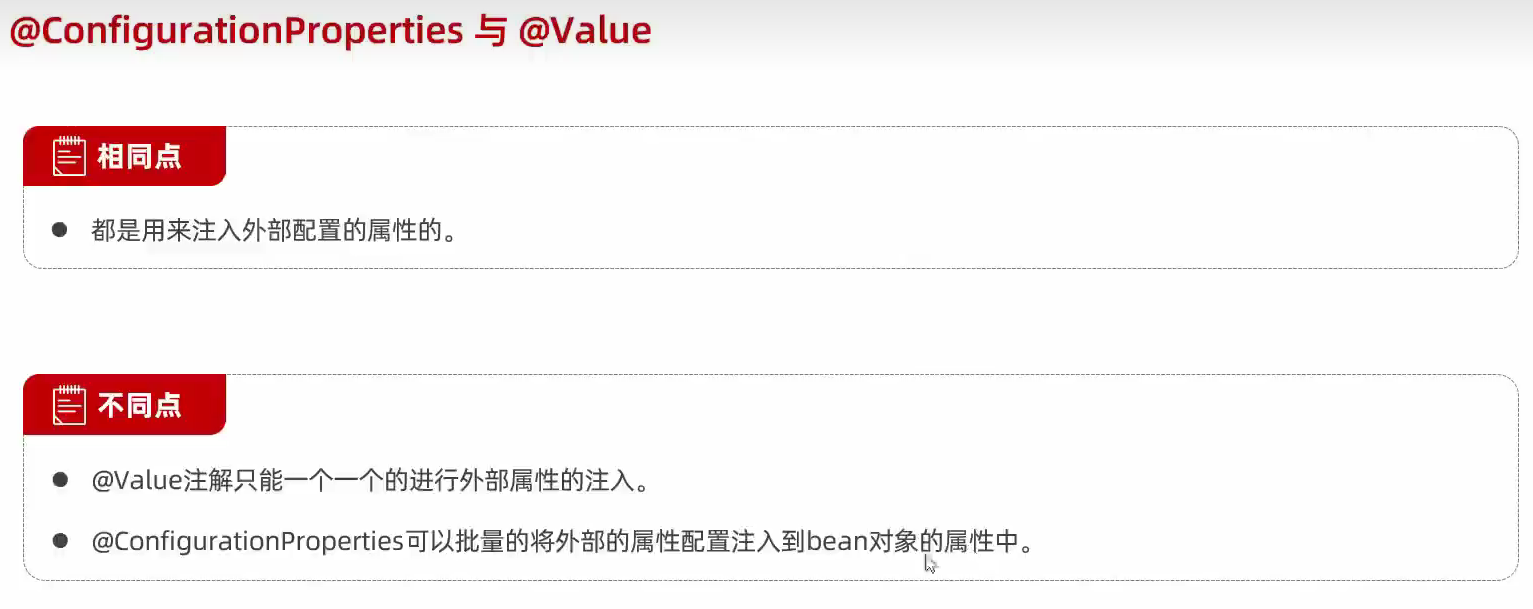 @ConfigurationProperties 与 @Value
相同点
都是用来注入外部配置的属性的。
不同点
@Value注解只能一个一个的进行外部属性的注入。
@ConfigurationProperties可以批量的将外部的属性配置注入到bean对象的属性中。